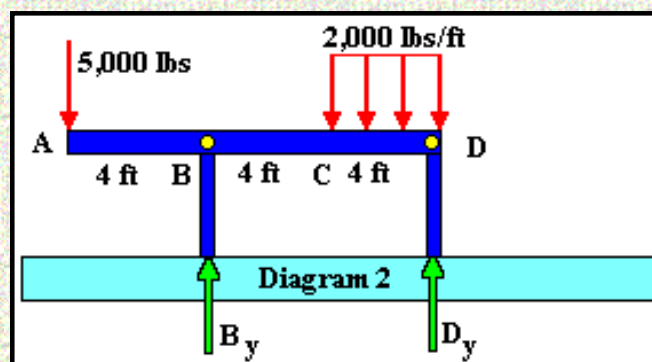 5,000 lbs
2,000 lbs/ft
A
D
4 ft B 4 ft C 4 ft
Diagram 2
By
Dy